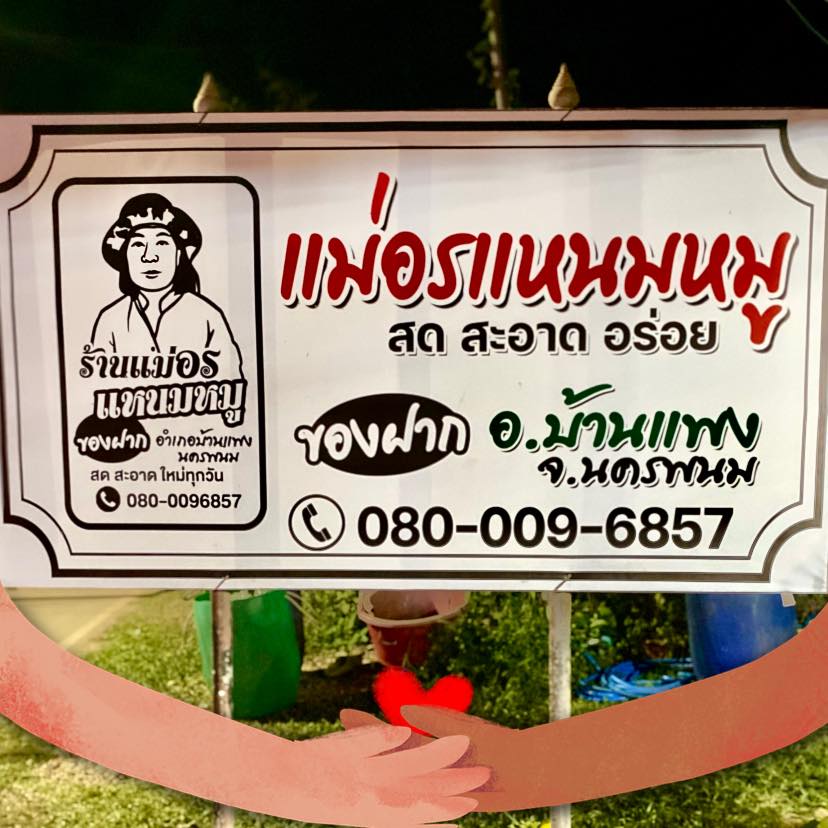 แม่อรแหนมหมู
สด สะอาด อร่อย
ของฝาก อ.บ้านแพง
จ.นครพนม
080-009-6857
ร้านแม่อร
แหนมหมู
ของฝาก อำเภอบ้านแพง
นครพนม
สด สะอาด ใหม่ทุกวัน
080-0096857